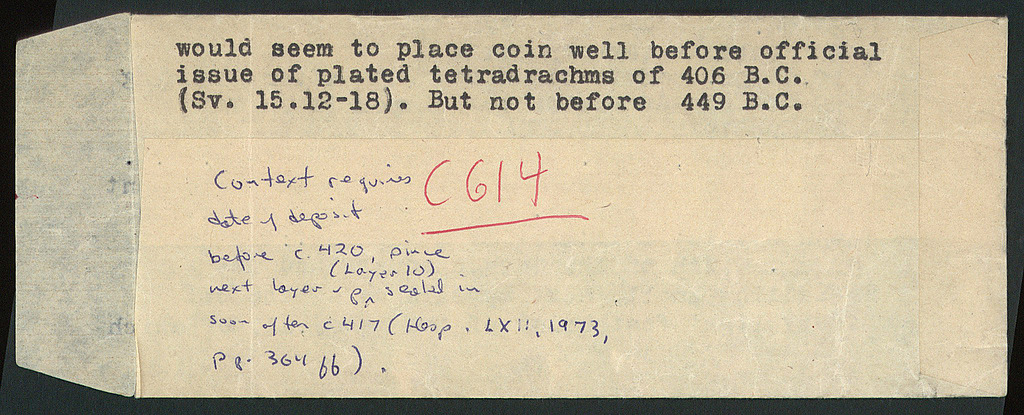 would seem to place coin well before official
issue of plated tetradrachms of 406 B.C.
(Sv. 15.12-18). But not before 449 B.C.
C614
Context requires
date of deposit
before c. 420, since
(Layer 10)
next layer up sealed in
soon after c 417 (Hesp. LXII, 1973,
pg. 364 ff).